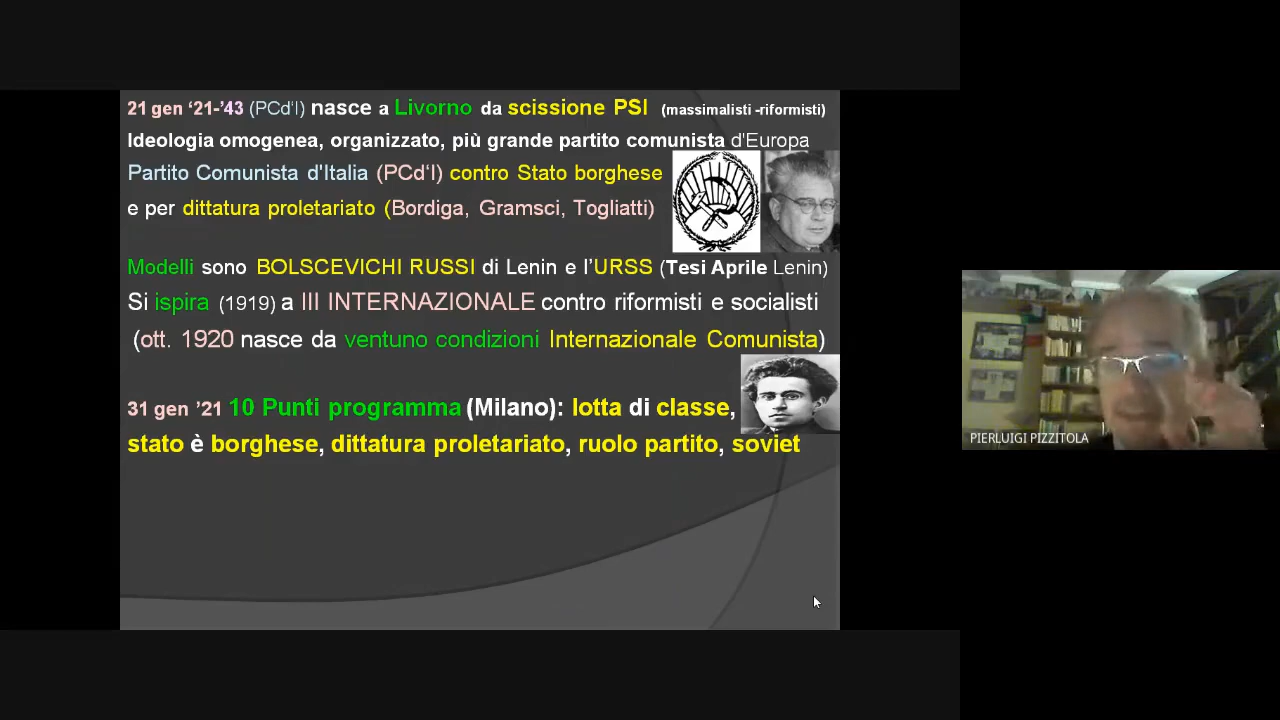 21 gen ‘21-’43 (PCd‘I) nasce a Livorno da scissione PSI (massimalisti -riformisti)
Ideologia omogenea, organizzato, più grande partito comunista d'Europa
Partito Comunista d'Italia (PCd‘I) contro Stato borghese
e per dittatura proletariato (Bordiga, Gramsci, Togliatti)
Modelli sono BOLSCEVICHI RUSSI di Lenin e l’URSS (Tesi Aprile Lenin)
Si ispira (1919) a III INTERNAZIONALE contro riformisti e socialisti
(ott. 1920 nasce da ventuno condizioni Internazionale Comunista)
31 gen ’21 10 Punti programma (Milano): lotta di classe,
stato è borghese, dittatura proletariato, ruolo partito, soviet
PIERLUIGI PIZZITOLA